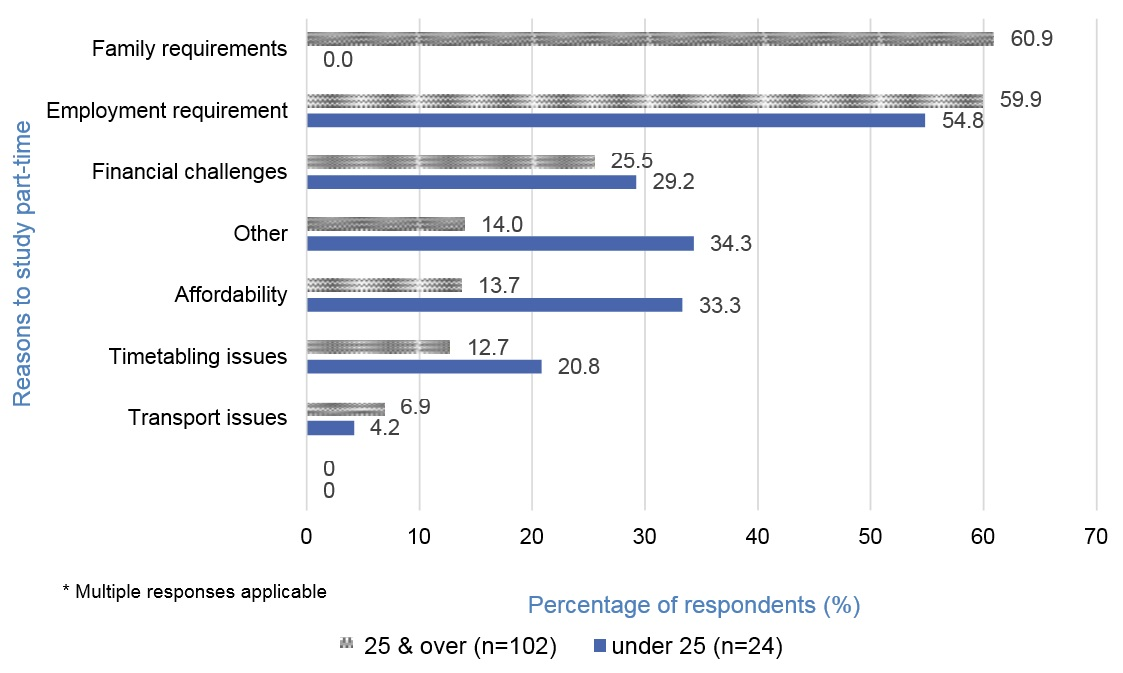 Reasons to study part-time
Family requirements
60.9
0.0
Employment requirement
59.9
54.8
Financial challenges
25.5
29.2
Other
14.0
34.3
Affordability
13.7
33.3
Timetabling issues
12.7
20.8
Transport issues
6.9
4.2
0
0
0 10 20 30 40 50 60 70
* Multiple responses applicable
Percentage of respondents (%)
25 & over (n=102) under 25 (n=24)